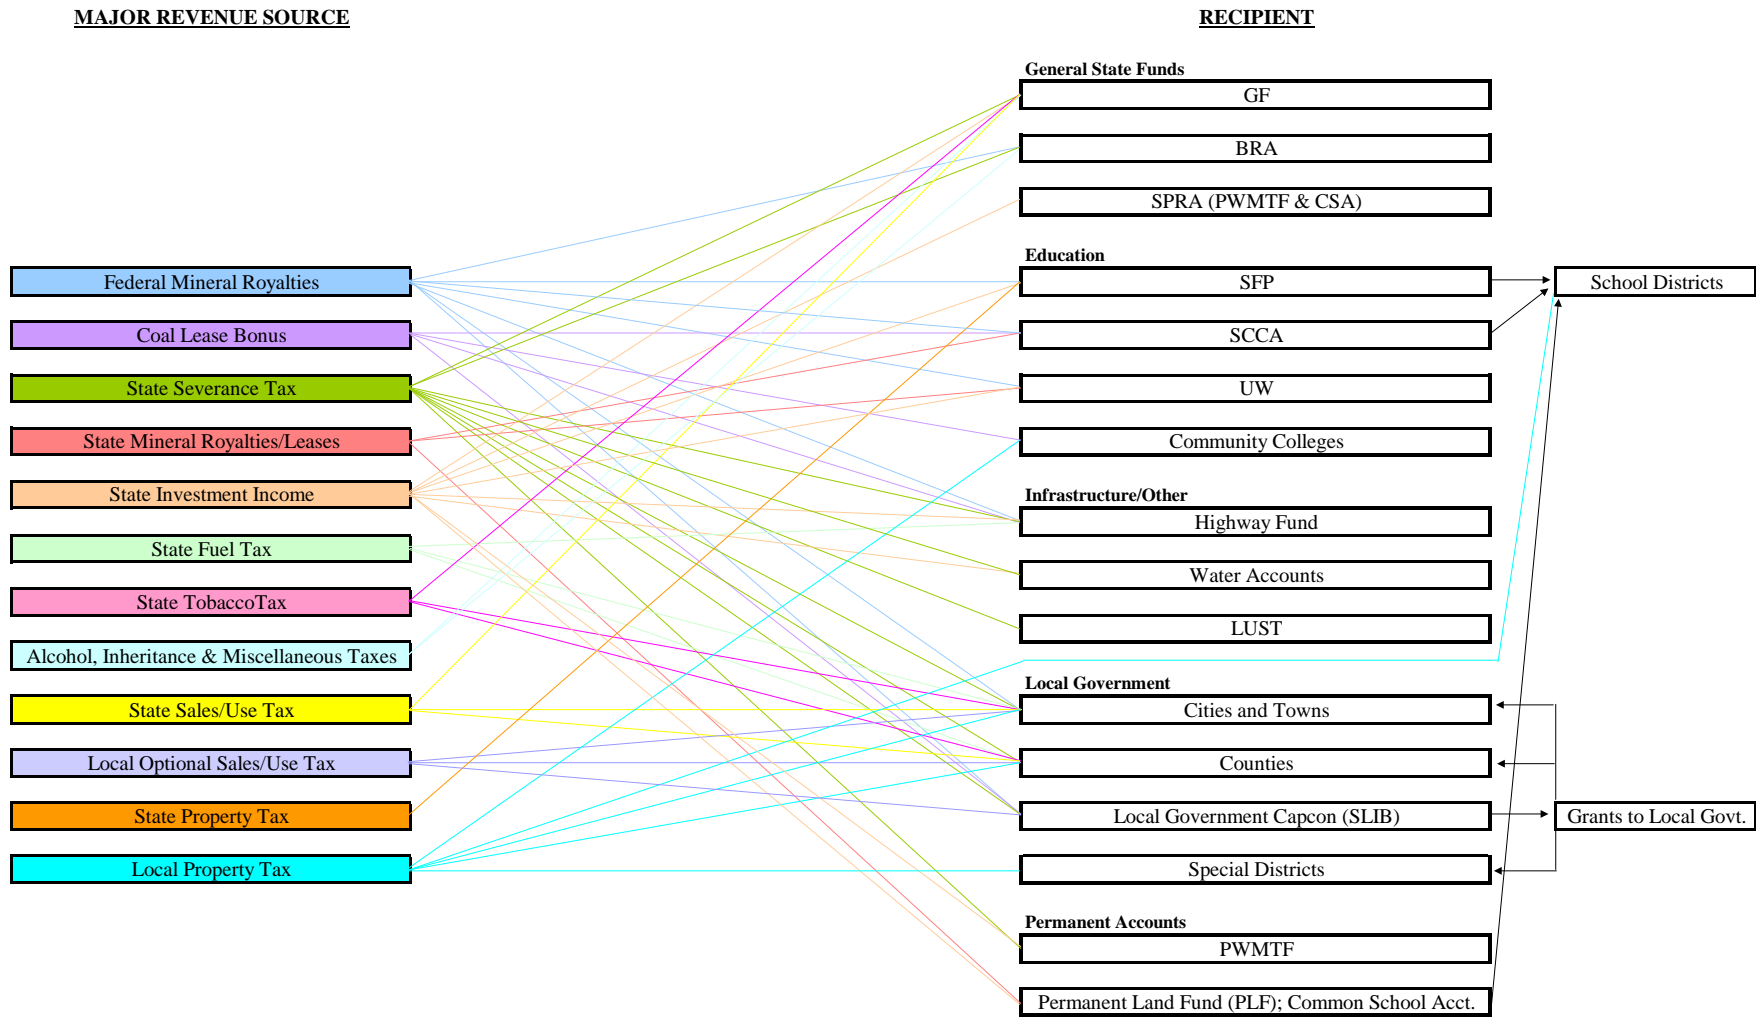 MAJOR REVENUE SOURCE
RECIPIENT
General State Funds
GF
BRA
SPRA (PWMTF & CSA)
Education
Federal Mineral Royalties
SFP
School Districts
Coal Lease Bonus
SCCA
State Severance Tax
UW
State Mineral Royalties/Leases
Community Colleges
State Investment Income
Infrastructure/Other
Highway Fund
State Fuel Tax
Water Accounts
State TobaccoTax
LUST
Alcohol, Inheritance & Miscellaneous Taxes
Local Government
State Sales/Use Tax
Cities and Towns
Local Optional Sales/Use Tax
Counties
State Property Tax
Local Government Capcon (SLIB)
Grants to Local Govt.
Local Property Tax
Special Districts
Permanent Accounts
PWMTF
Permanent Land Fund (PLF); Common School Acct.